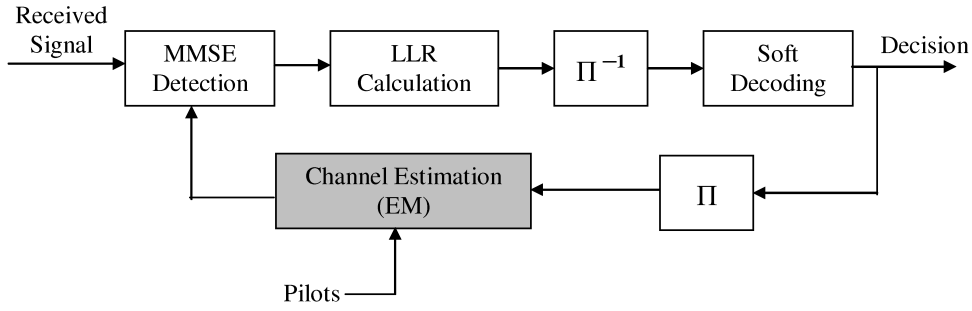 Received
Signal
MMSE
Detection
LLR
Calculation
Π⁻¹
Soft
Decoding
Decision
Channel Estimation
(EM)
Π
Pilots